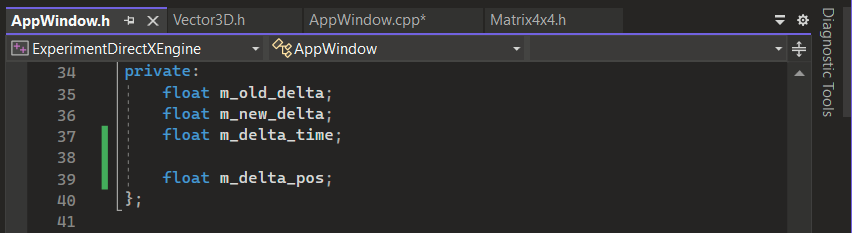 AppWindow.h Vector3D.h AppWindow.cpp* Matrix4x4.h
ExperimentDirectXEngine AppWindow
34 private:
35 float m_old_delta;
36 float m_new_delta;
37 float m_delta_time;
38
39 float m_delta_pos;
40 };
41
Diagnostic Tools